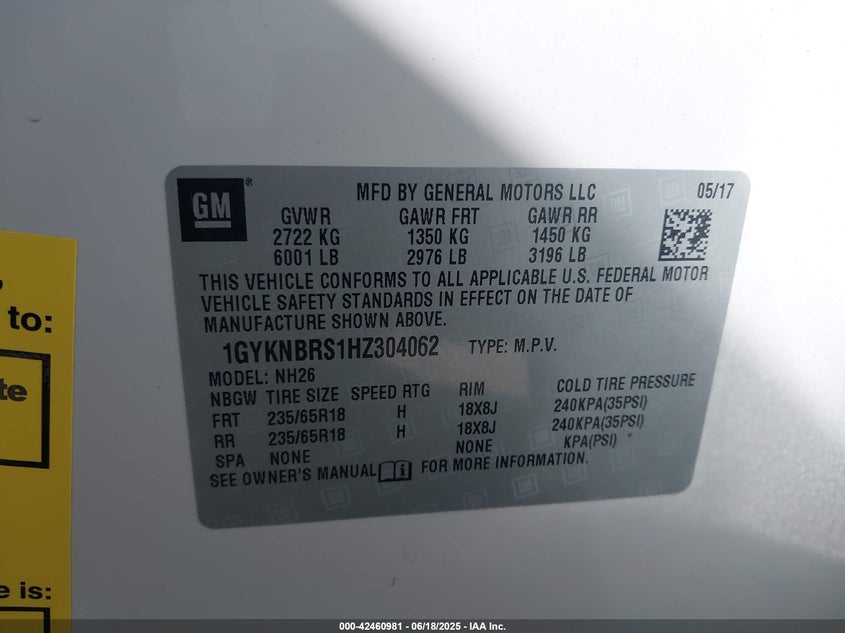 GM ®
MFD BY GENERAL MOTORS LLC 05/17
GVWR GAWR FRT GAWR RR
2722 KG 1350 KG 1450 KG
6001 LB 2976 LB 3196 LB
THIS VEHICLE CONFORMS TO ALL APPLICABLE U.S. FEDERAL MOTOR
VEHICLE SAFETY STANDARDS IN EFFECT ON THE DATE OF
MANUFACTURE SHOWN ABOVE.
1GYKNBRS1HZ304062 TYPE: M.P.V.
MODEL: NH26
NBGW TIRE SIZE SPEED RTG RIM COLD TIRE PRESSURE
FRT 235/65R18 H 18X8J 240KPA(35PSI)
RR 235/65R18 H 18X8J 240KPA(35PSI)
SPA NONE NONE KPA(PSI)
SEE OWNER'S MANUAL FOR MORE INFORMATION.
to:
te
e is:
000-42460981 - 06/18/2025 - IAA Inc.